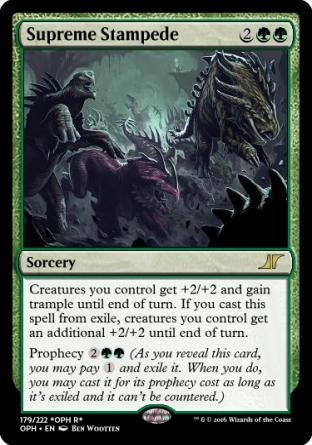 Supreme Stampede 2
Sorcery
Creatures you control get +2/+2 and gain
trample until end of turn. If you cast this
spell from exile, creatures you control get
an additional +2/+2 until end of turn.
Prophecy 2 (As you reveal this card,
you may pay 1 and exile it. When you do,
you may cast it for its prophecy cost as long as
it's exiled and it can't be countered.)
179/222 *OPH R*
OPH • EN Ben Wootten
™ & © 2016 Wizards of the Coast